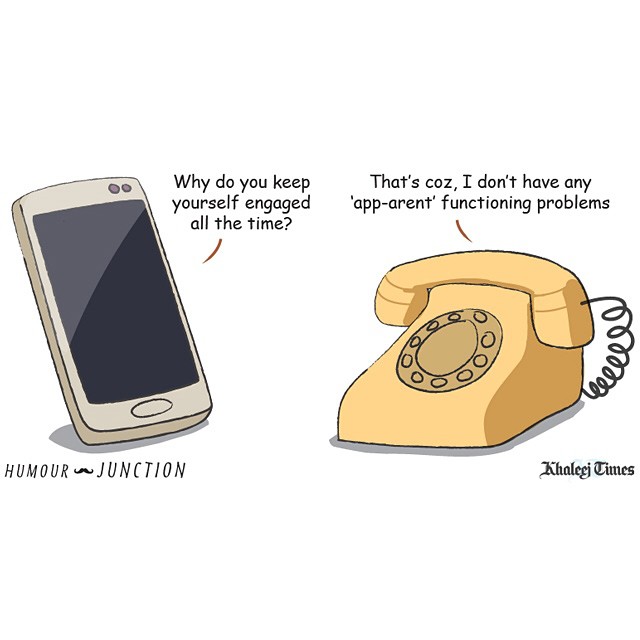 Why do you keep
yourself engaged
all the time?
That's coz, I don't have any
'app-arent' functioning problems
HUMOUR JUNCTION
Khaleej Times